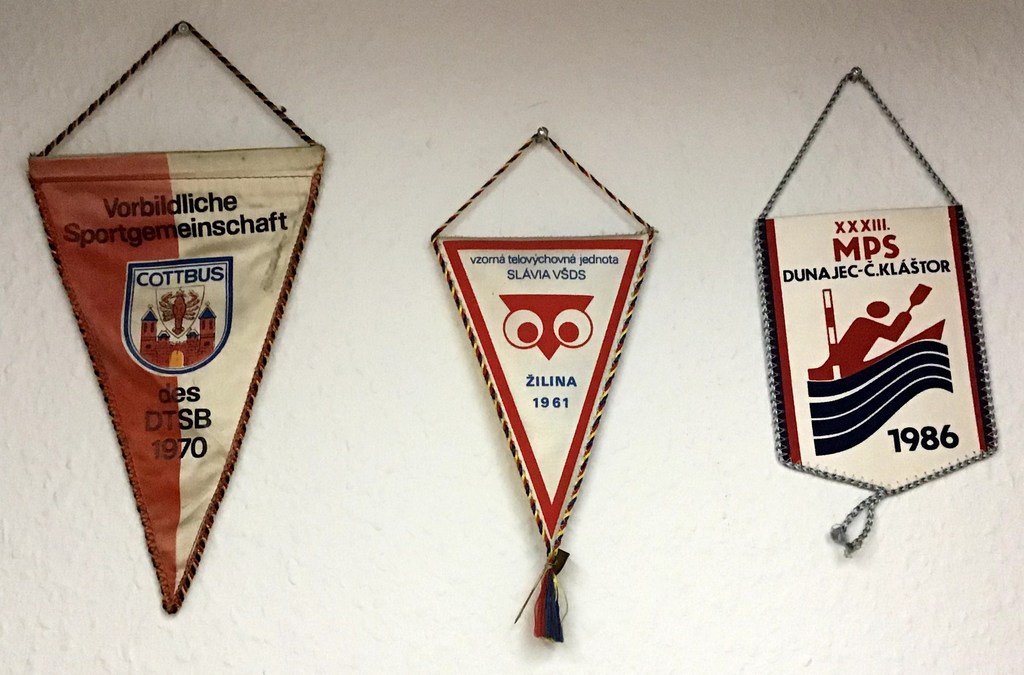 Vorbildliche
Sportgemeinschaft
COTTBUS
des
DTSB
1970
vzorná telovýchovná jednota
SLÁVIA VŠDS
ŽILINA
1961
XXXIII.
MPS
DUNAJEC-Č.KLÁŠTOR
1986